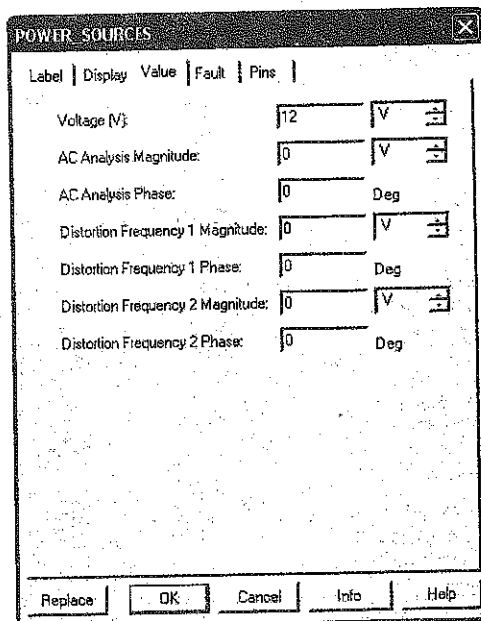 POWER_SOURCES
Label Display Value Fault Pins
Voltage (V): 12 V
AC Analysis Magnitude: 0 V
AC Analysis Phase: 0 Deg
Distortion Frequency 1 Magnitude: 0 V
Distortion Frequency 1 Phase: 0 Deg
Distortion Frequency 2 Magnitude: 0 V
Distortion Frequency 2 Phase: 0 Deg
Replace OK Cancel Info Help